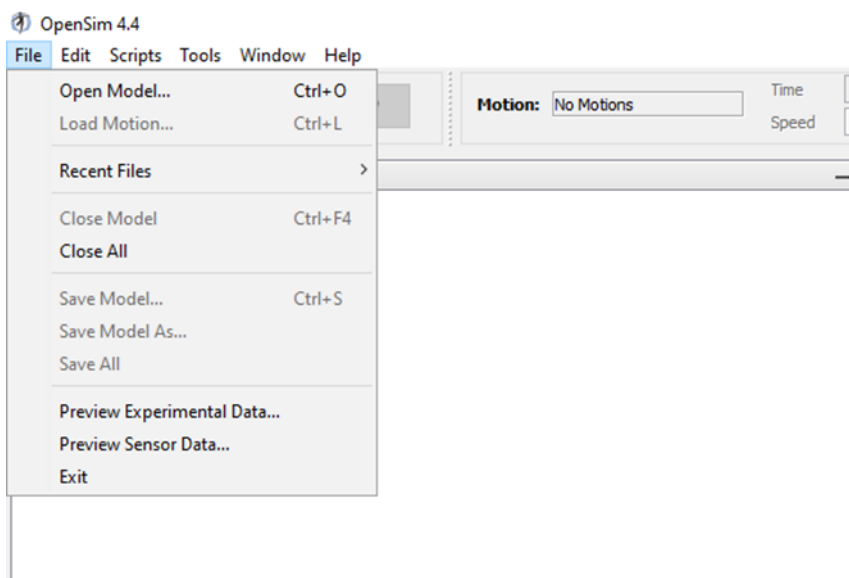 OpenSim 4.4
File Edit Scripts Tools Window Help
Open Model... Ctrl+O
Load Motion... Ctrl+L
Recent Files >
Close Model Ctrl+F4
Close All
Save Model... Ctrl+S
Save Model As...
Save All
Preview Experimental Data...
Preview Sensor Data...
Exit
Motion: No Motions
Time
Speed